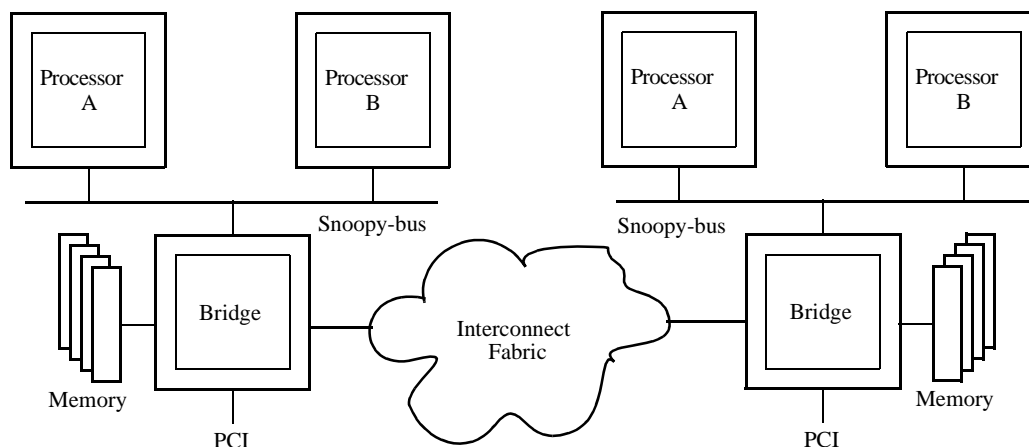 Processor
A
Processor
B
Processor
A
Processor
B
Snoopy-bus
Snoopy-bus
Bridge
Interconnect
Fabric
Bridge
Memory
Memory
PCI
PCI